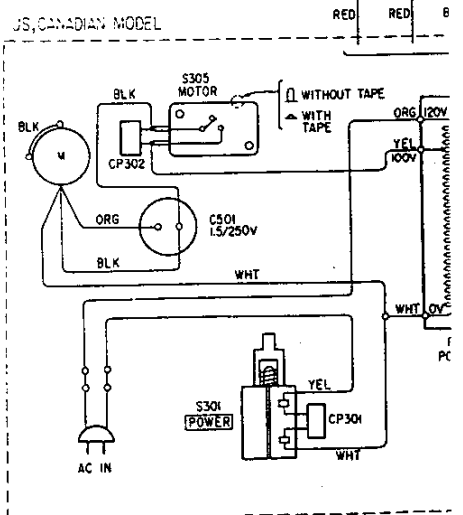 US, CANADIAN MODEL
RED
RED
B
S305
MOTOR
WITHOUT TAPE
WITH
TAPE
BLK
ORG
120V
BLK
M
CP302
YEL
100V
ORG
C501
1.5/250V
BLK
WHT
WHT
0V
P
PO
YEL
S301
POWER
CP301
WHT
AC IN